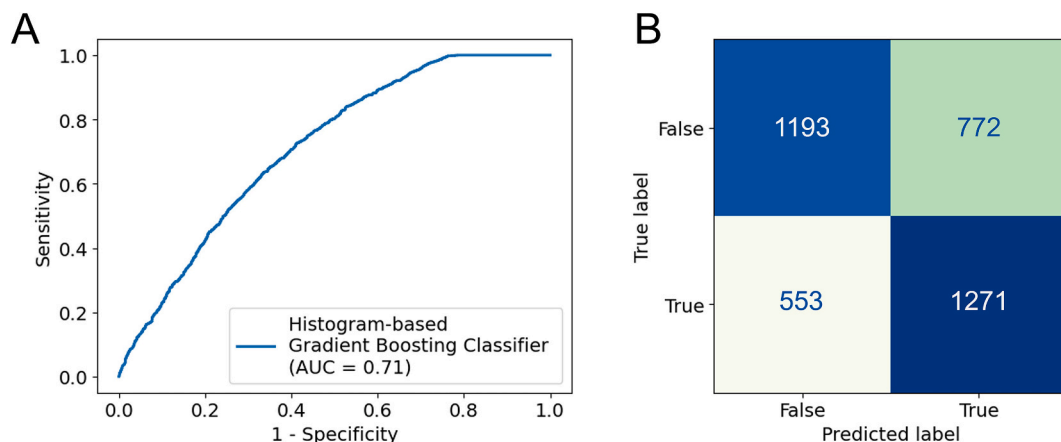 A
1.0
0.8
0.6
0.4
0.2
0.0
Sensitivity
Histogram-based
Gradient Boosting Classifier
(AUC = 0.71)
0.0 0.2 0.4 0.6 0.8 1.0
1 - Specificity
B
True label
False 1193 772
True 553 1271
False True
Predicted label